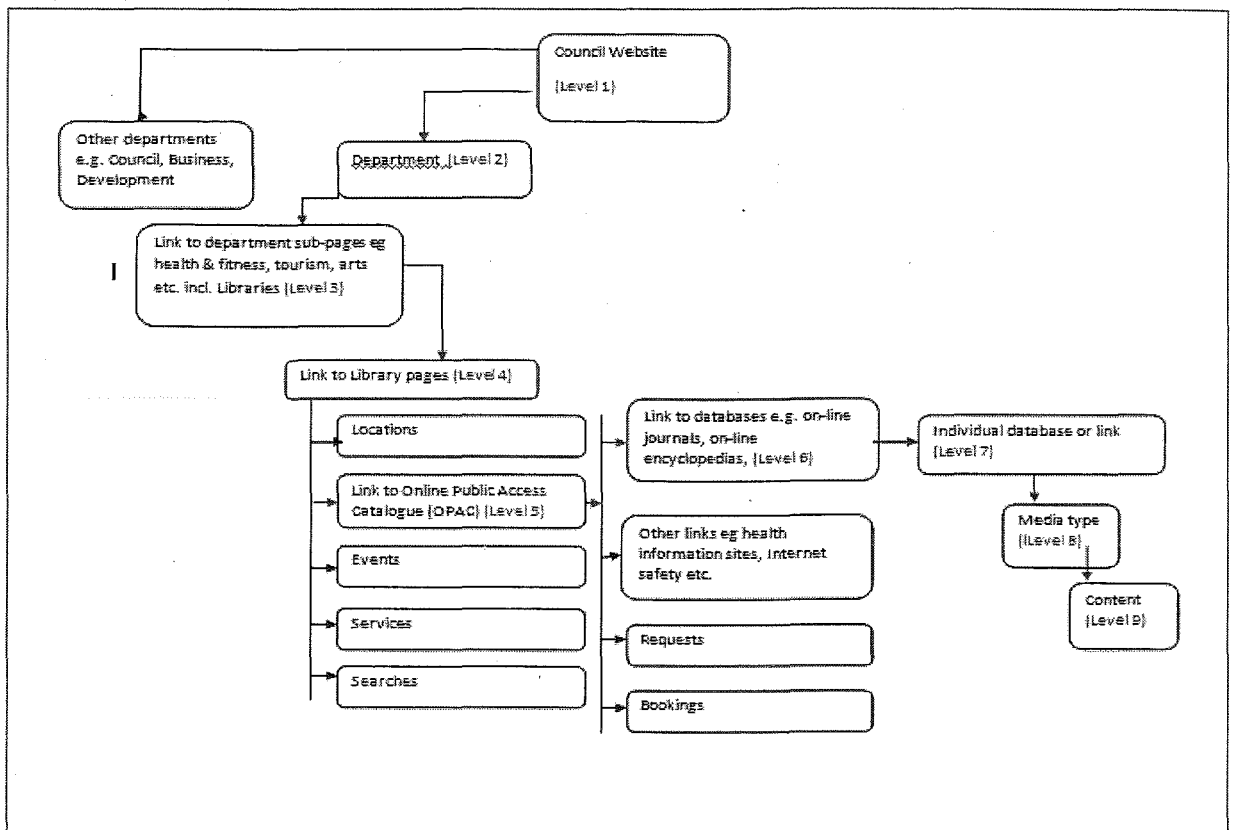 Council Website
(Level 1)
Other departments
e.g. Council, Business,
Development
Department (Level 2)
Link to department sub-pages eg
health & fitness, tourism, arts
etc. incl. Libraries (Level 3)
Link to Library pages (Level 4)
Locations
Link to Online Public Access
Catalogue (OPAC) (Level 5)
Events
Services
Searches
Link to databases e.g. on-line
journals, on-line
encyclopedias, (Level 6)
Other links eg health
information sites, Internet
safety etc.
Requests
Bookings
Individual database or link
(Level 7)
Media type
(lLevel 8)
Content
(Level 9)